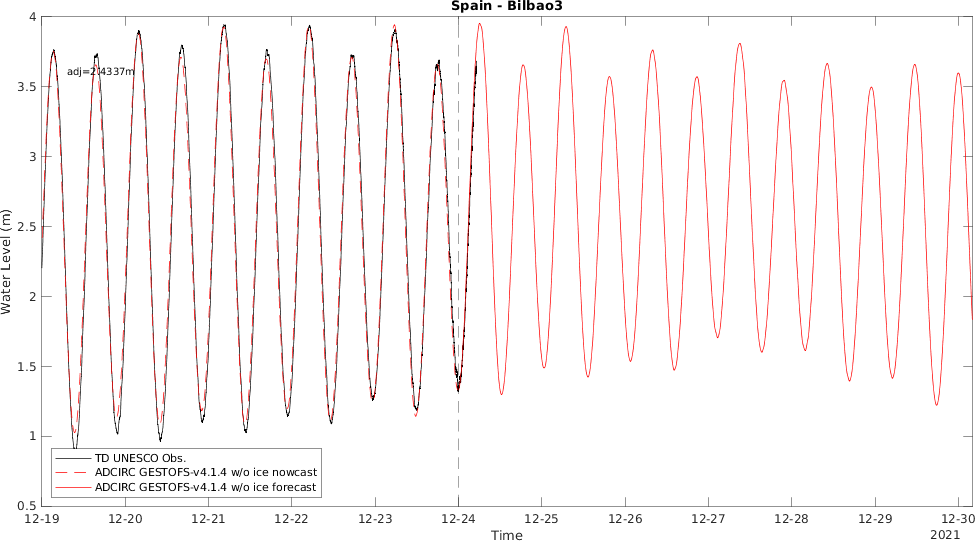 Spain - Bilbao3
4
3.5
3
2.5
2
1.5
1
0.5
Water Level (m)
adj=2.4337m
TD UNESCO Obs.
ADCIRC GESTOFS-v4.1.4 w/o ice nowcast
ADCIRC GESTOFS-v4.1.4 w/o ice forecast
12-19 12-20 12-21 12-22 12-23 12-24 12-25 12-26 12-27 12-28 12-29 12-30
Time
2021